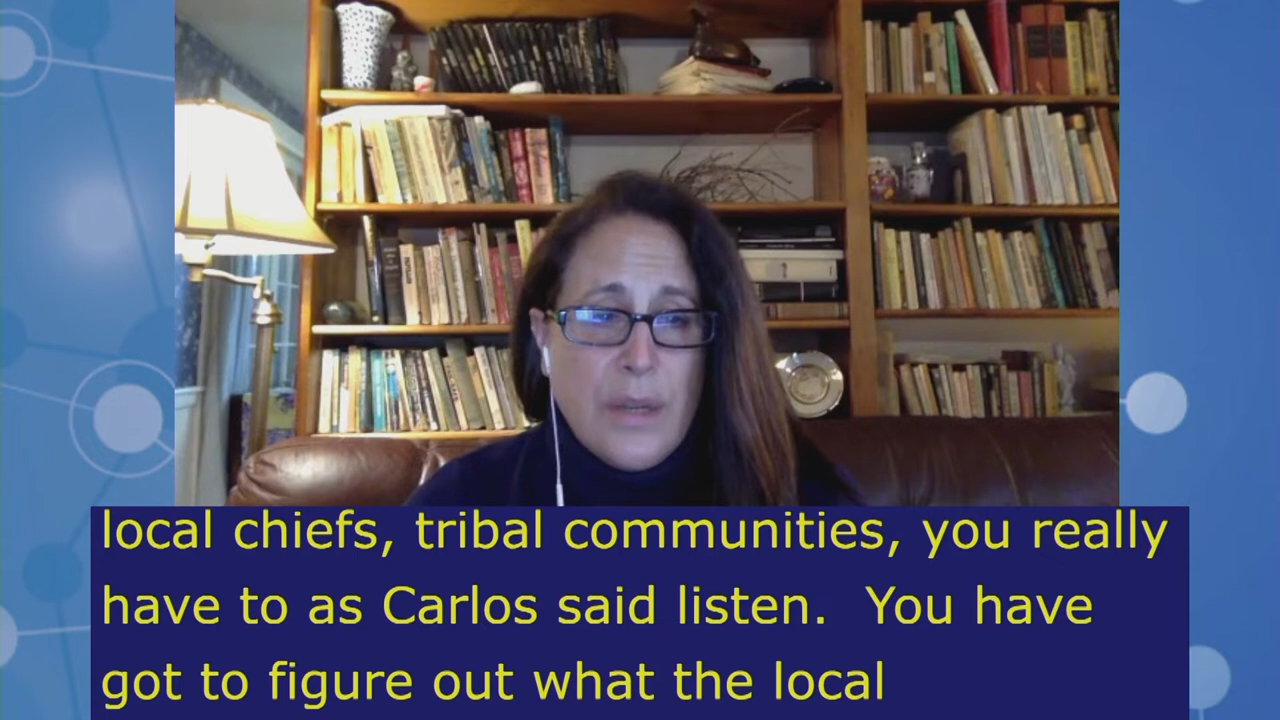 local chiefs, tribal communities, you really
have to as Carlos said listen.  You have
got to figure out what the local